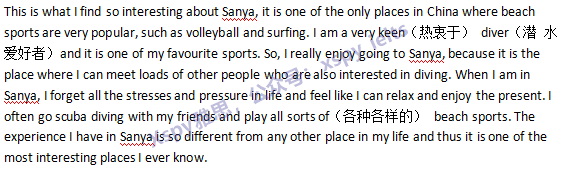 This is what I find so interesting about Sanya, it is one of the only places in China where beach
sports are very popular, such as volleyball and surfing. I am a very keen（热衷于） diver（潜 水
爱好者）and it is one of my favourite sports. So, I really enjoy going to Sanya, because it is the
place where I can meet loads of other people who are also interested in diving. When I am in
Sanya, I forget all the stresses and pressure in life and feel like I can relax and enjoy the present. I
often go scuba diving with my friends and play all sorts of（各种各样的） beach sports. The
experience I have in Sanya is so different from any other place in my life and thus it is one of the
most interesting places I ever know.